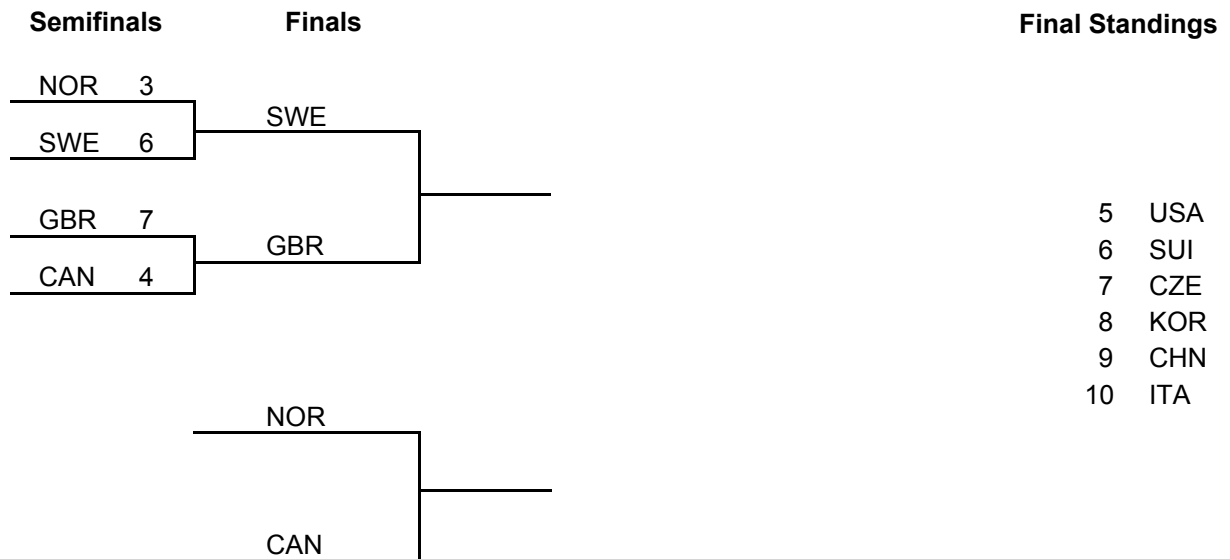 Semifinals Finals Final Standings
NOR 3
SWE
SWE 6
GBR 7
5 USA
GBR
6 SUI
CAN 4
7 CZE
8 KOR
9 CHN
10 ITA
NOR
CAN